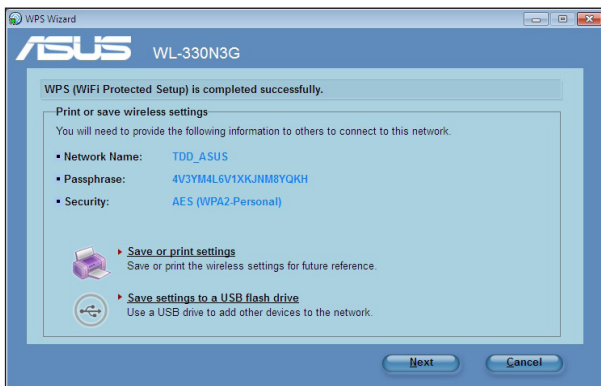 WPS Wizard
ASUS WL-330N3G
WPS (WiFi Protected Setup) is completed successfully.
Print or save wireless settings
You will need to provide the following information to others to connect to this network.
▪ Network Name: TDD_ASUS
▪ Passphrase: 4V3YM4L6V1XKJNM8YQKH
▪ Security: AES (WPA2-Personal)
Save or print settings
Save or print the wireless settings for future reference.
Save settings to a USB flash drive
Use a USB drive to add other devices to the network.
Next Cancel